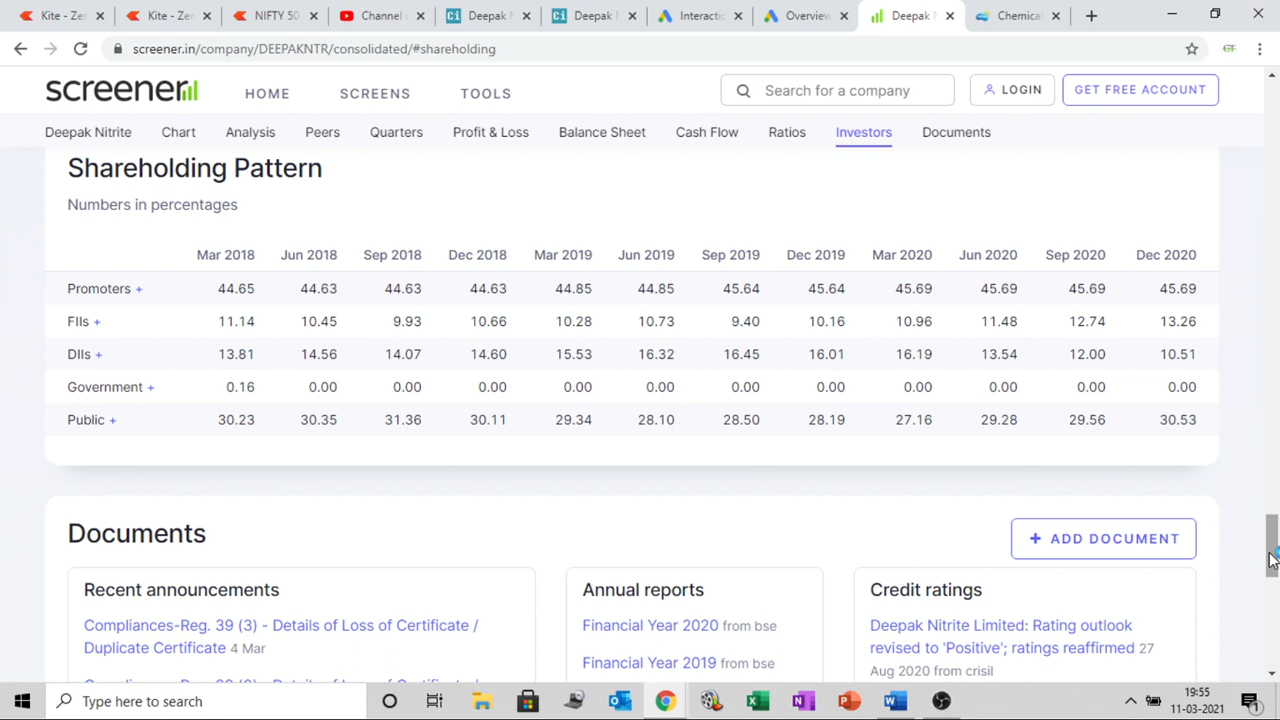 Kite - Zer
Kite - Zer
NIFTY 50
Channel
Deepak N
Deepak N
Interactic
Overview
Deepak N
Chemical
screener.in/company/DEEPAKNTR/consolidated/#shareholding
screener HOME SCREENS TOOLS Search for a company LOGIN GET FREE ACCOUNT
Deepak Nitrite Chart Analysis Peers Quarters Profit & Loss Balance Sheet Cash Flow Ratios Investors Documents
Shareholding Pattern
Numbers in percentages
Mar 2018 Jun 2018 Sep 2018 Dec 2018 Mar 2019 Jun 2019 Sep 2019 Dec 2019 Mar 2020 Jun 2020 Sep 2020 Dec 2020
Promoters + 44.65 44.63 44.63 44.63 44.85 44.85 45.64 45.64 45.69 45.69 45.69 45.69
FIIs + 11.14 10.45 9.93 10.66 10.28 10.73 9.40 10.16 10.96 11.48 12.74 13.26
DIIs + 13.81 14.56 14.07 14.60 15.53 16.32 16.45 16.01 16.19 13.54 12.00 10.51
Government + 0.16 0.00 0.00 0.00 0.00 0.00 0.00 0.00 0.00 0.00 0.00 0.00
Public + 30.23 30.35 31.36 30.11 29.34 28.10 28.50 28.19 27.16 29.28 29.56 30.53
Documents
+ ADD DOCUMENT
Recent announcements
Compliances-Reg. 39 (3) - Details of Loss of Certificate /
Duplicate Certificate 4 Mar
Annual reports
Financial Year 2020 from bse
Financial Year 2019 from bse
Credit ratings
Deepak Nitrite Limited: Rating outlook
revised to 'Positive'; ratings reaffirmed 27
Aug 2020 from crisil
Type here to search
19:55
11-03-2021